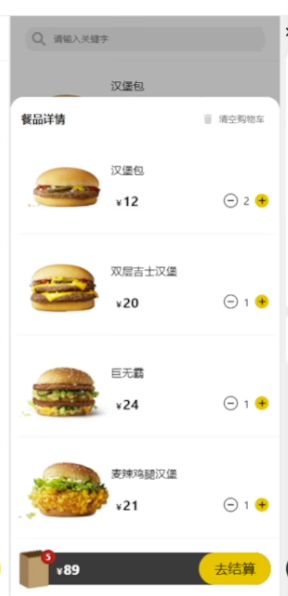 请输入关键字
汉堡包
餐品详情 清空购物车
汉堡包
¥12 2
双层吉士汉堡
¥20 1
巨无霸
¥24 1
麦辣鸡腿汉堡
¥21 1
5
¥89 去结算